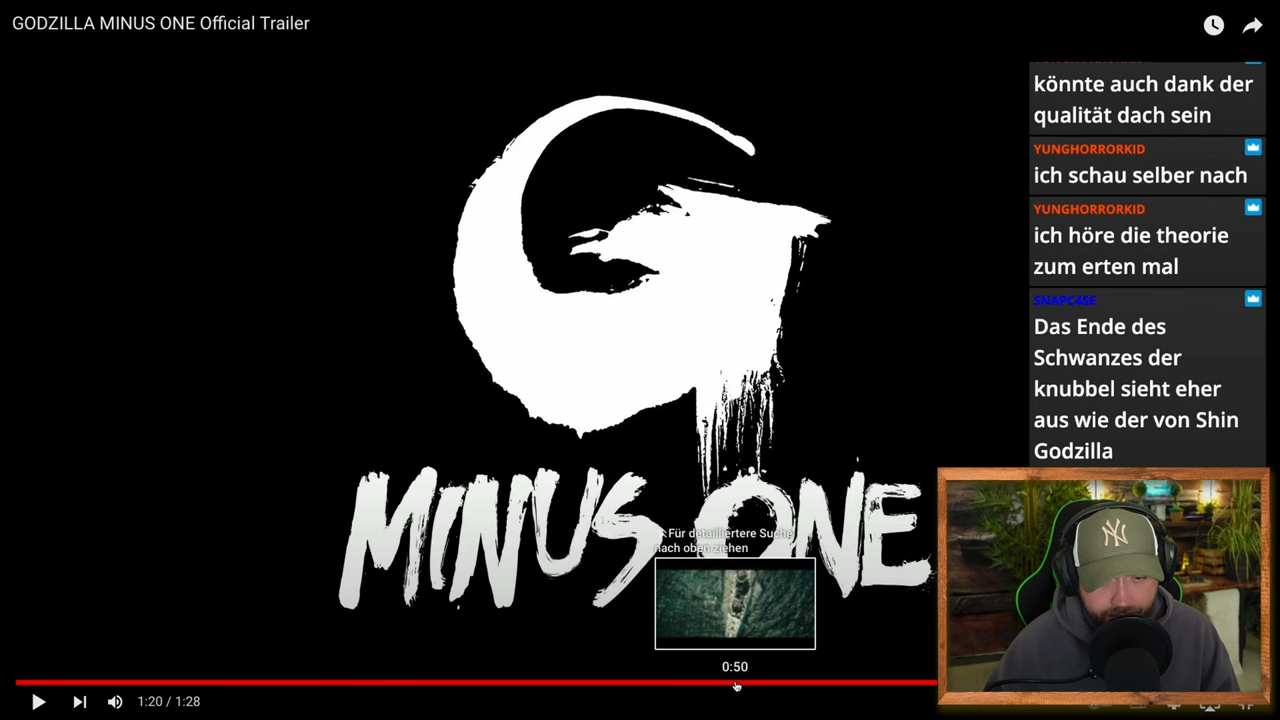 GODZILLA MINUS ONE Official Trailer
könnte auch dank der
qualität dach sein
YUNGHORRORKID
ich schau selber nach
YUNGHORRORKID
ich höre die theorie
zum erten mal
SNAPC4SE
Das Ende des
Schwanzes der
knubbel sieht eher
aus wie der von Shin
Godzilla
G
MINUS ONE
Für detailliertere Suche
nach oben ziehen
NY
0:50
1:20 / 1:28